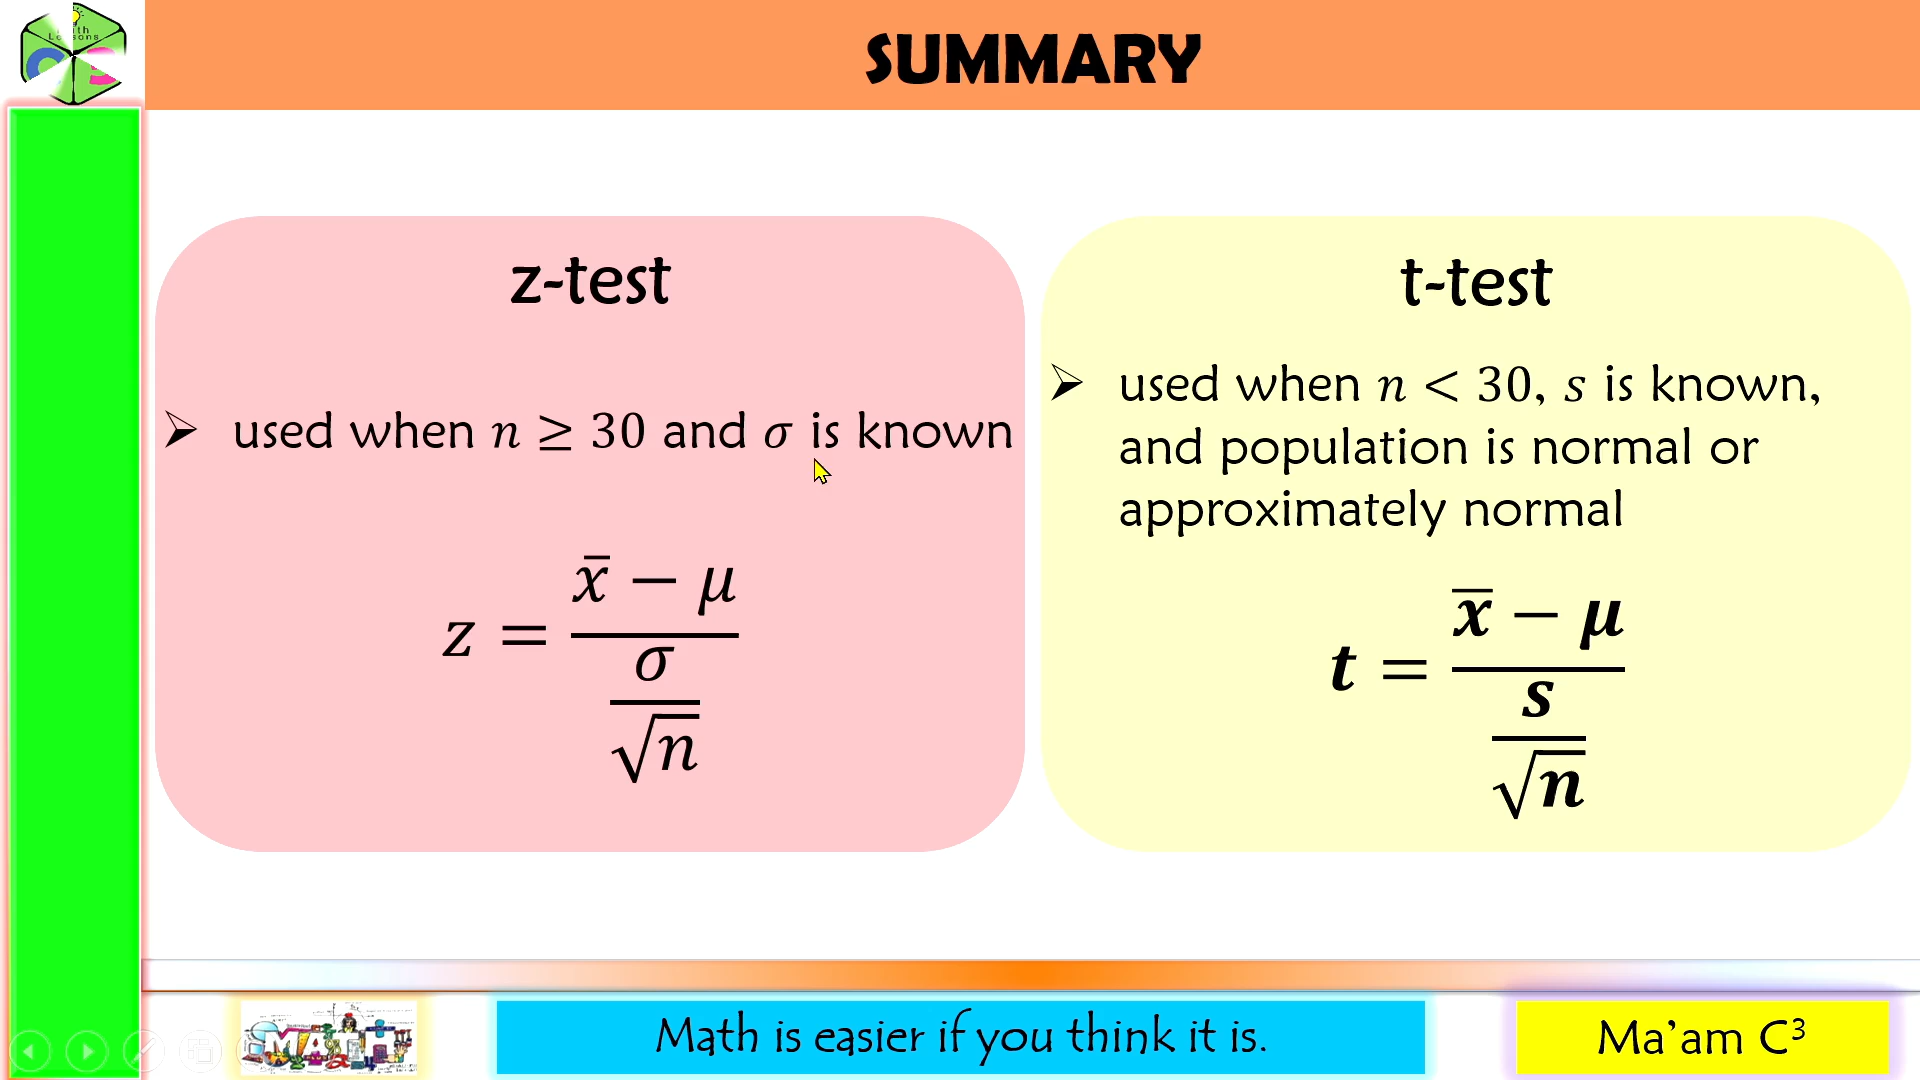 SUMMARY
z-test
➢ used when n ≥ 30 and σ is known
z = (x̄ − μ) / (σ / √n)
t-test
➢ used when n < 30, s is known,
and population is normal or
approximately normal
t = (x̄ − μ) / (s / √n)
MATH
Math is easier if you think it is.
Ma’am C³